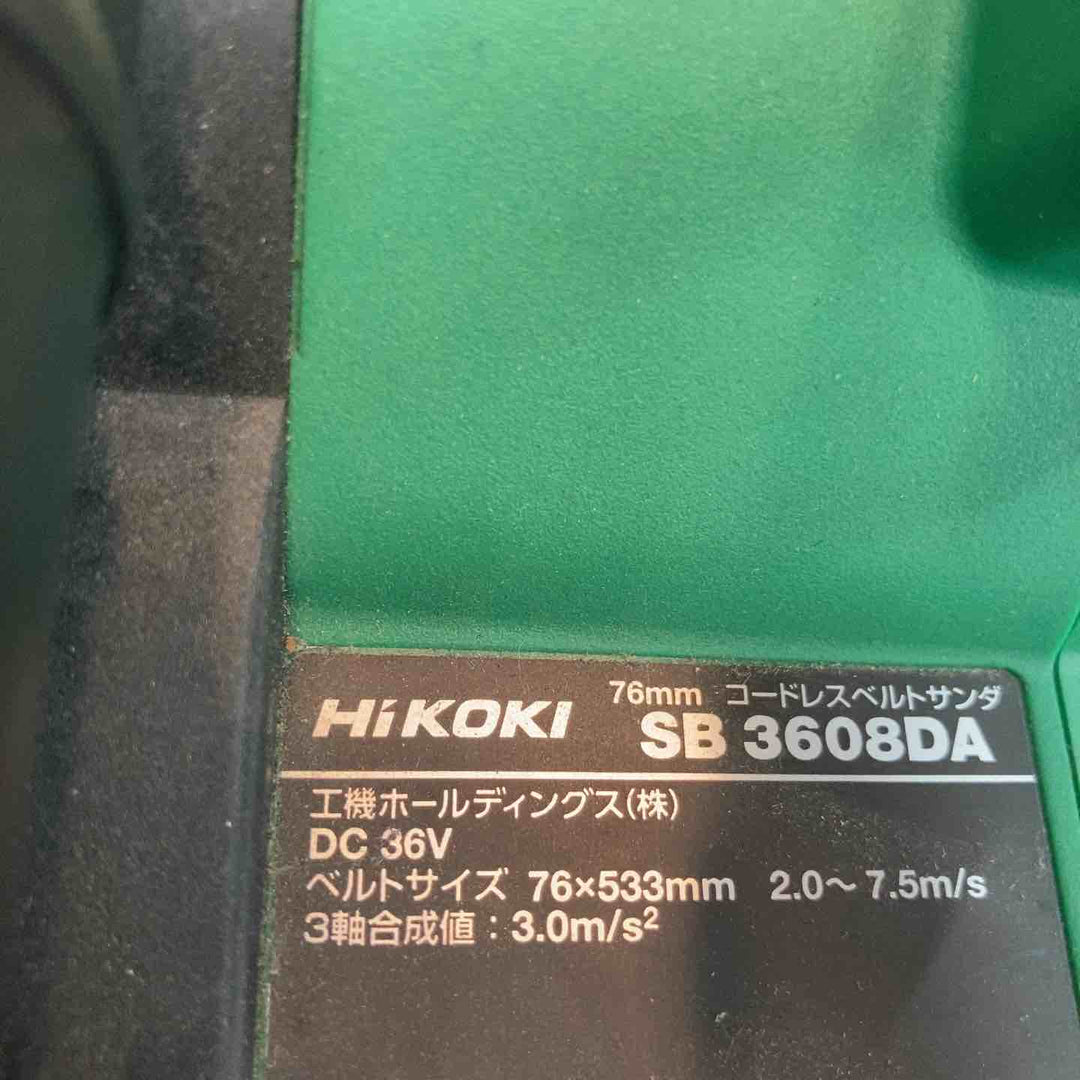 HiKOKI 76mm コードレスベルトサンダ
SB 3608DA
工機ホールディングス(株)
DC 36V
ベルトサイズ 76×533mm 2.0～7.5m/s
3軸合成値：3.0m/s²